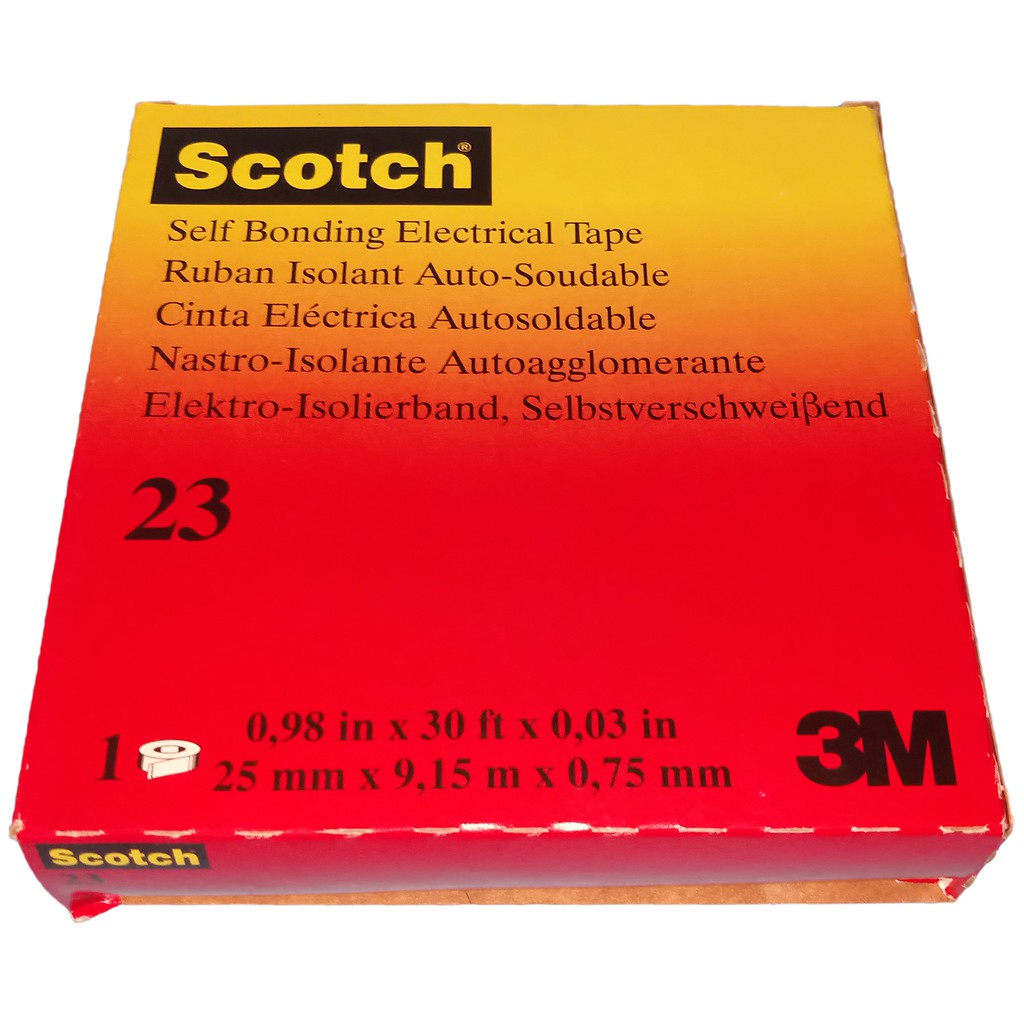 Scotch®
Self Bonding Electrical Tape
Ruban Isolant Auto-Soudable
Cinta Eléctrica Autosoldable
Nastro-Isolante Autoagglomerante
Elektro-Isolierband, Selbstverschweißend
23
1
0,98 in x 30 ft x 0,03 in
25 mm x 9,15 m x 0,75 mm
3M
Scotch
23